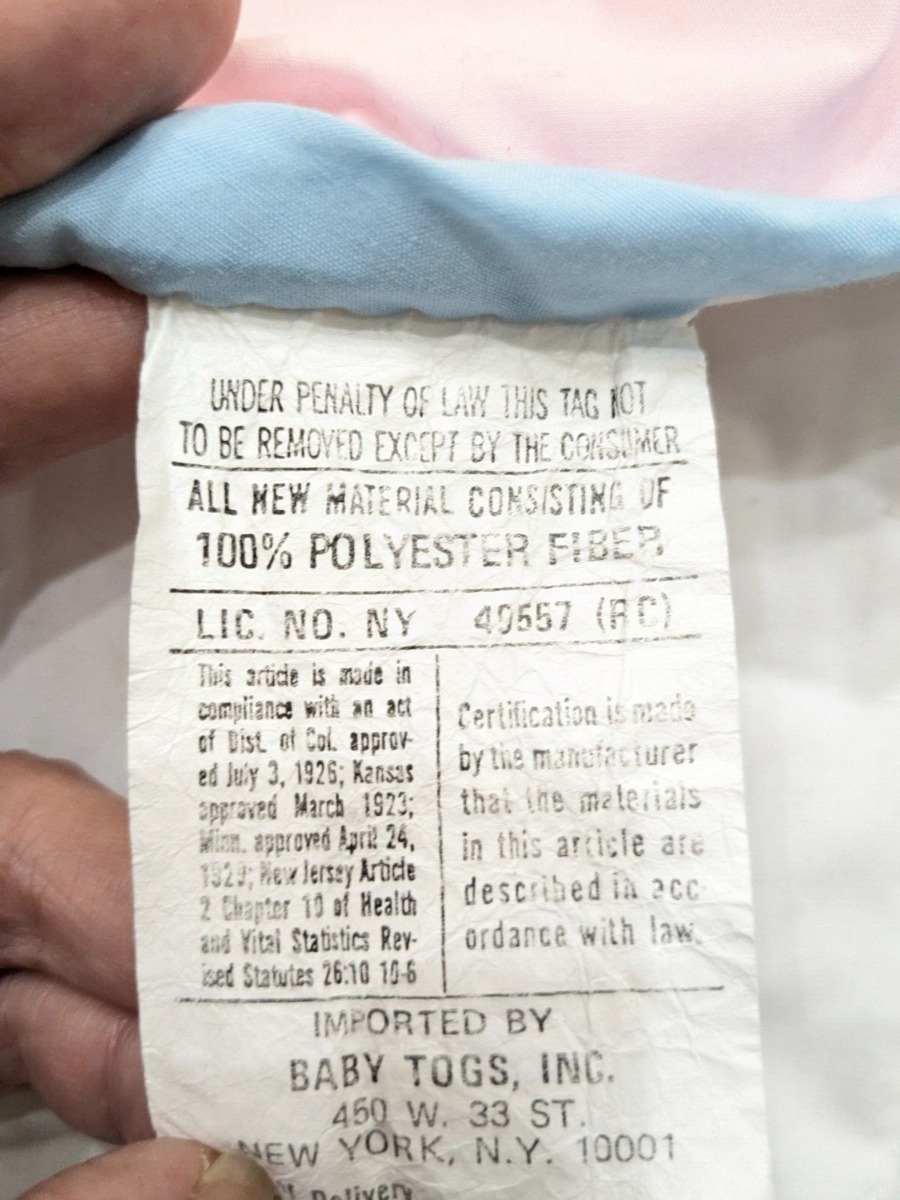 UNDER PENALTY OF LAW THIS TAG NOT
TO BE REMOVED EXCEPT BY THE CONSUMER
ALL NEW MATERIAL CONSISTING OF
100% POLYESTER FIBER
LIC. NO. NY 49557 (RC)
This article is made in
compliance with an act
of Dist. of Col. approv-
ed July 3, 1926; Kansas
approved March 1923;
Minn. approved April 24,
1929; New Jersey Article
2 Chapter 10 of Health
and Vital Statistics Rev-
ised Statutes 26:10 10-6
Certification is made
by the manufacturer
that the materials
in this article are
described in acc-
ordance with law.
IMPORTED BY
BABY TOGS, INC.
450 W. 33 ST.
NEW YORK, N.Y. 10001
Delivery